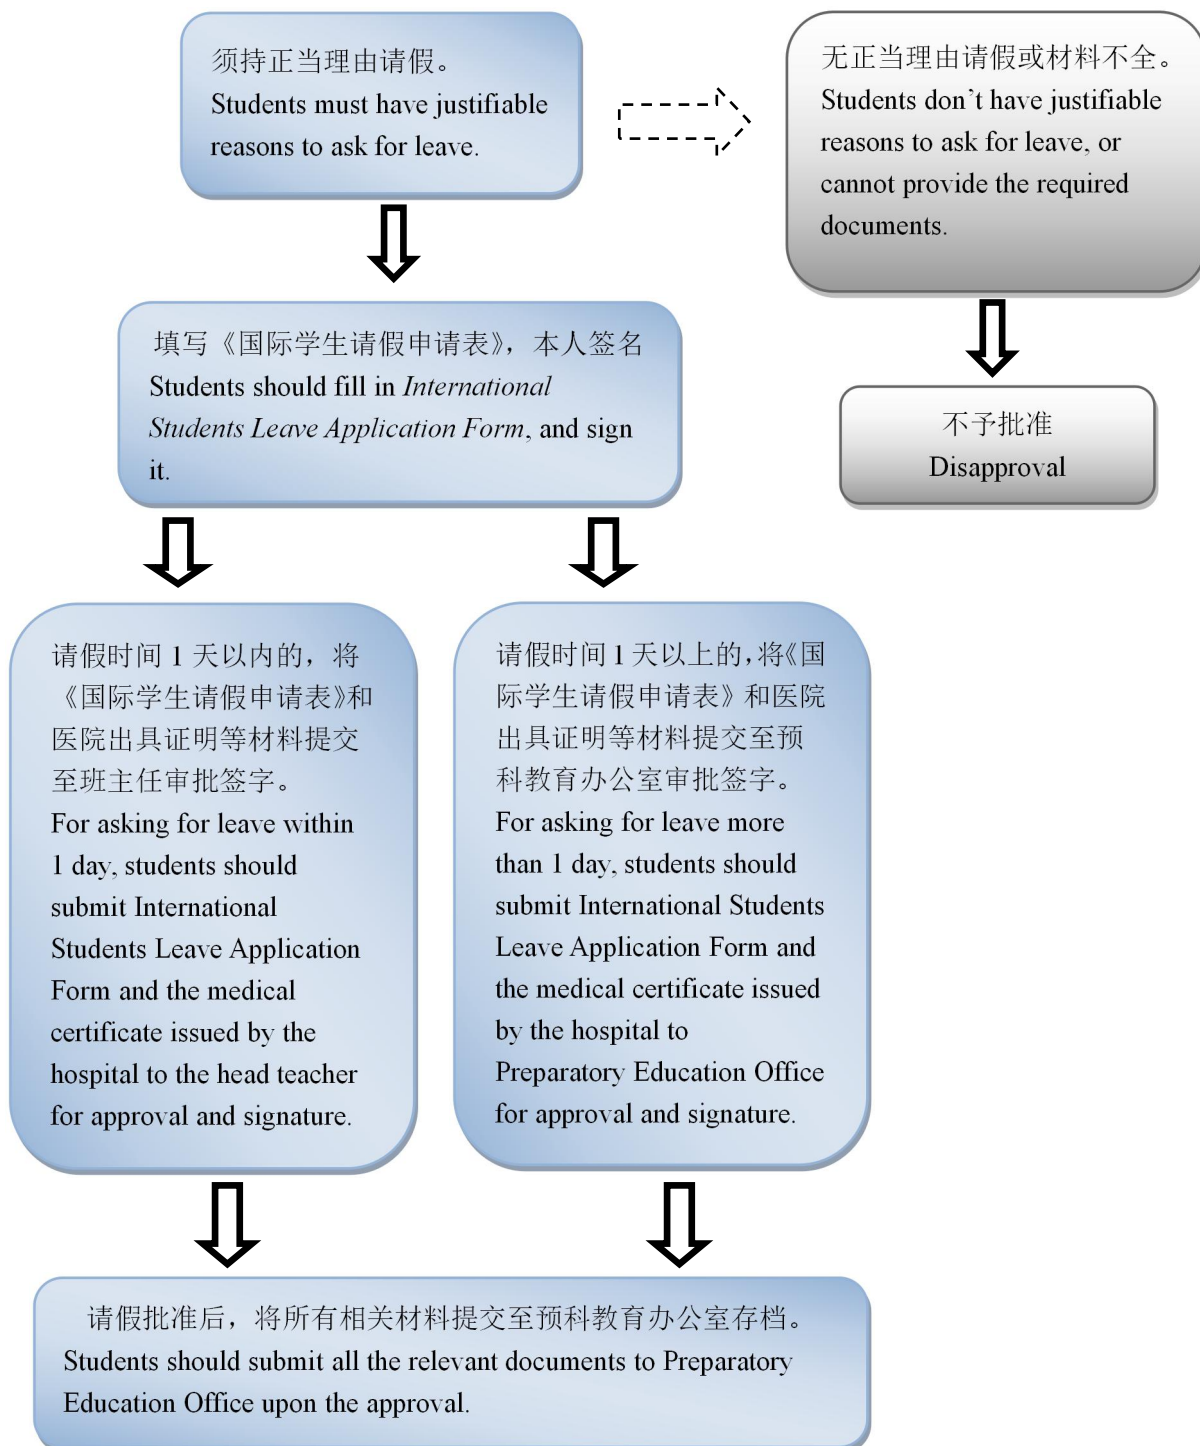 须持正当理由请假。
Students must have justifiable
reasons to ask for leave.
无正当理由请假或材料不全。
Students don’t have justifiable
reasons to ask for leave, or
cannot provide the required
documents.
填写《国际学生请假申请表》，本人签名
Students should fill in International
Students Leave Application Form, and sign
it.
不予批准
Disapproval
请假时间 1 天以内的，将
《国际学生请假申请表》和
医院出具证明等材料提交
至班主任审批签字。
For asking for leave within
1 day, students should
submit International
Students Leave Application
Form and the medical
certificate issued by the
hospital to the head teacher
for approval and signature.
请假时间 1 天以上的，将《国
际学生请假申请表》和医院
出具证明等材料提交至预
科教育办公室审批签字。
For asking for leave more
than 1 day, students should
submit International Students
Leave Application Form and
the medical certificate issued
by the hospital to
Preparatory Education Office
for approval and signature.
请假批准后，将所有相关材料提交至预科教育办公室存档。
Students should submit all the relevant documents to Preparatory
Education Office upon the approval.